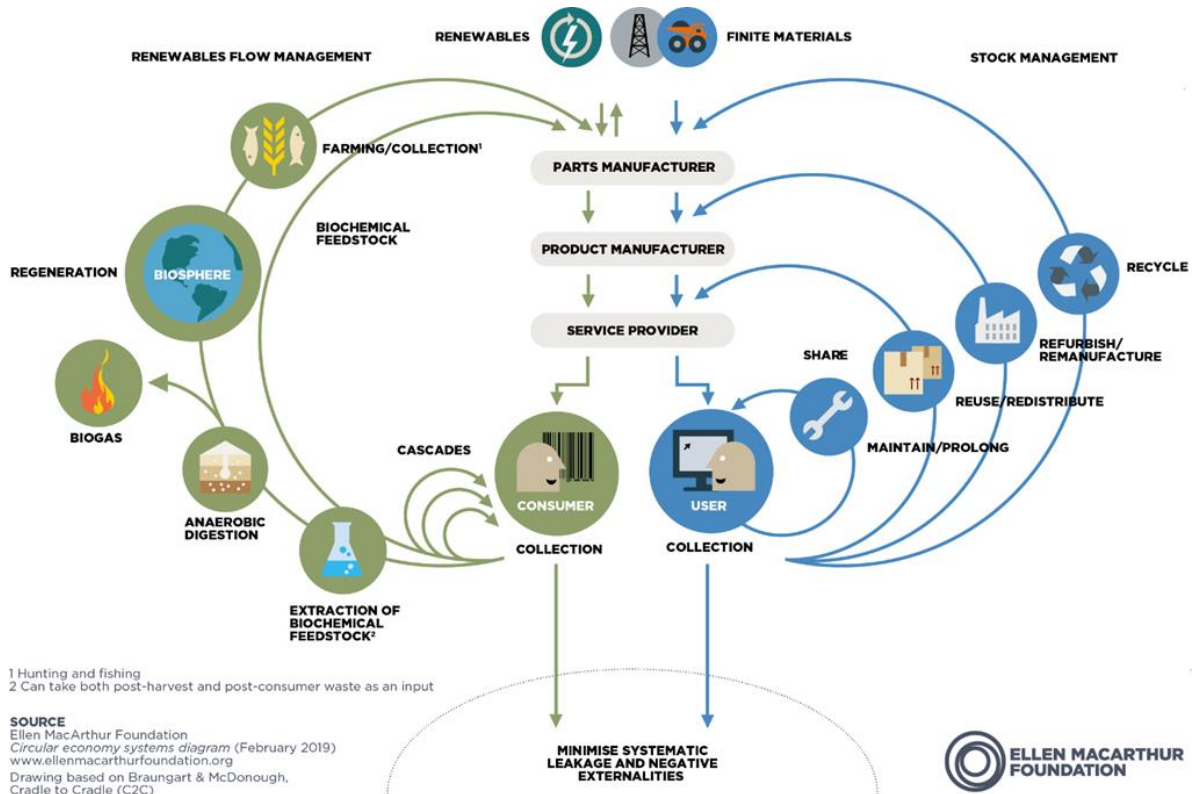 RENEWABLES
FINITE MATERIALS
RENEWABLES FLOW MANAGEMENT
STOCK MANAGEMENT
FARMING/COLLECTION¹
PARTS MANUFACTURER
BIOCHEMICAL
FEEDSTOCK
PRODUCT MANUFACTURER
REGENERATION
BIOSPHERE
RECYCLE
SERVICE PROVIDER
SHARE
REFURBISH/
REMANUFACTURE
REUSE/REDISTRIBUTE
BIOGAS
CASCADES
MAINTAIN/PROLONG
CONSUMER
USER
ANAEROBIC
DIGESTION
COLLECTION
COLLECTION
EXTRACTION OF
BIOCHEMICAL
FEEDSTOCK²
1 Hunting and fishing
2 Can take both post-harvest and post-consumer waste as an input
SOURCE
Ellen MacArthur Foundation
Circular economy systems diagram (February 2019)
www.ellenmacarthurfoundation.org
Drawing based on Braungart & McDonough,
Cradle to Cradle (C2C)
MINIMISE SYSTEMATIC
LEAKAGE AND NEGATIVE
EXTERNALITIES
ELLEN MACARTHUR
FOUNDATION